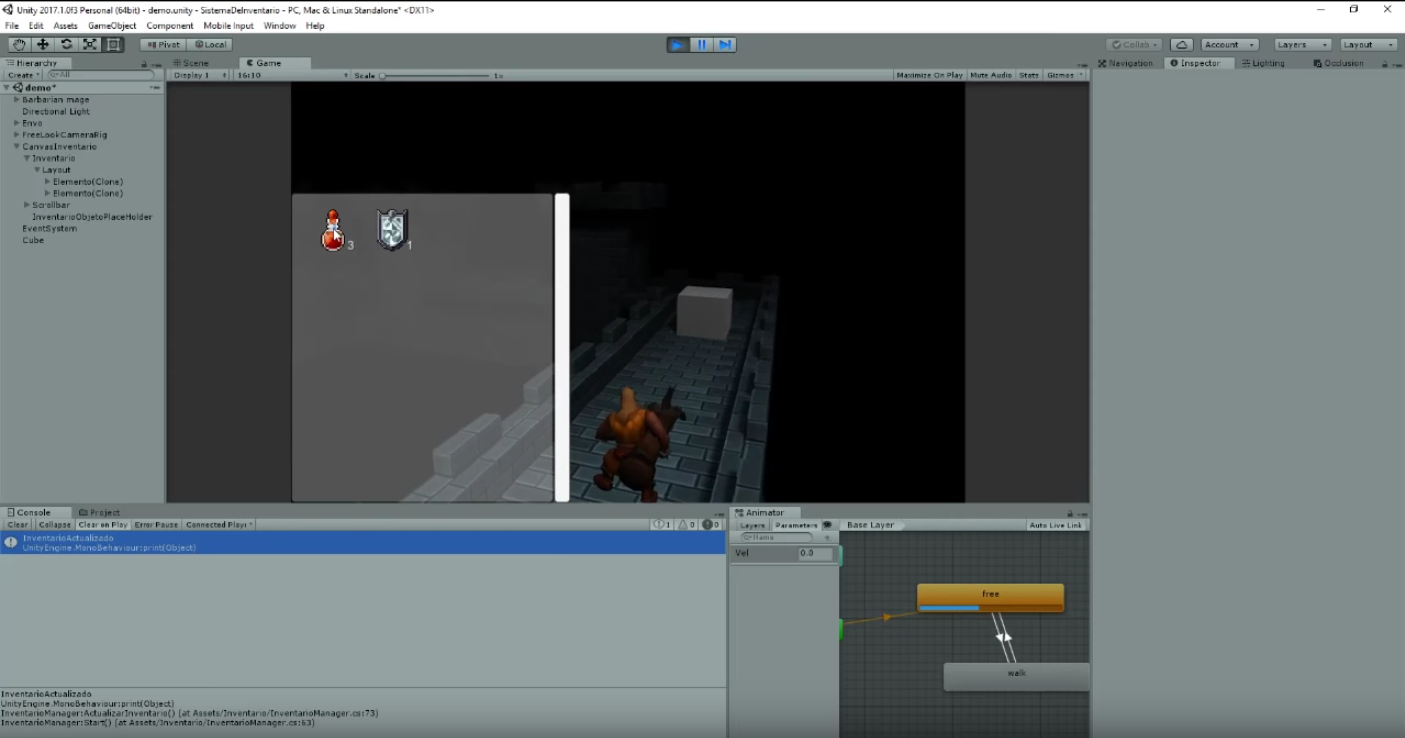 Unity 2017.1.0f3 Personal (64bit) - demo.unity - SistemaDeInventario - PC, Mac & Linux Standalone* <DX11>
File Edit Assets GameObject Component Mobile Input Window Help
Pivot Local Collab Account Layers Layout
Hierarchy Scene Game Navigation Inspector Lighting Occlusion
Create All Display 1 16:10 Scale 1x Maximize On Play Mute Audio Stats Gizmos
demo*
Barbarian mage
Directional Light
Envo
FreeLookCameraRig
CanvasInventario
Inventario
Layout
Elemento(Clone)
Elemento(Clone)
Scrollbar
InventarioObjetoPlaceHolder
EventSystem
Cube
3 1
Console Project
Clear Collapse Clear on Play Error Pause Connected Playe 1 0 0
InventarioActualizado
UnityEngine.MonoBehaviour:print(Object)
InventarioActualizado
UnityEngine.MonoBehaviour:print(Object)
InventarioManager:ActualizarInventario() (at Assets/Inventario/InventarioManager.cs:73)
InventarioManager:Start() (at Assets/Inventario/InventarioManager.cs:63)
Animator
Layers Parameters Base Layer Auto Live Link
Name
Vel 0.0
free
walk